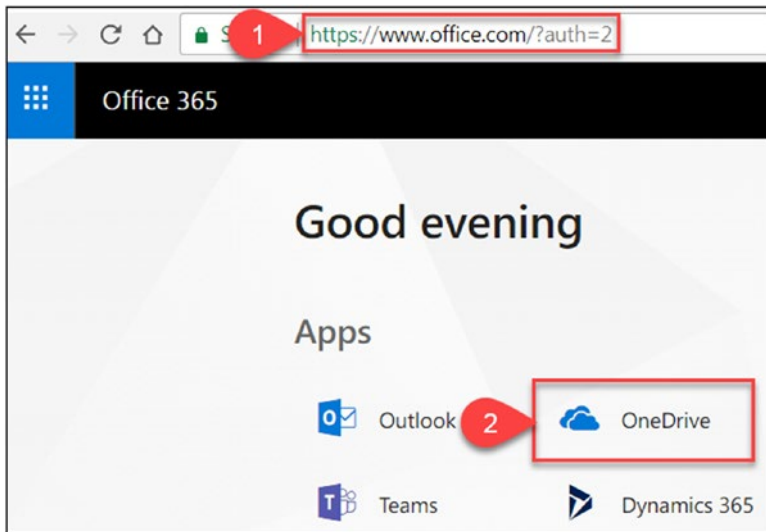 1 https://www.office.com/?auth=2
Office 365
Good evening
Apps
Outlook 2 OneDrive
Teams Dynamics 365